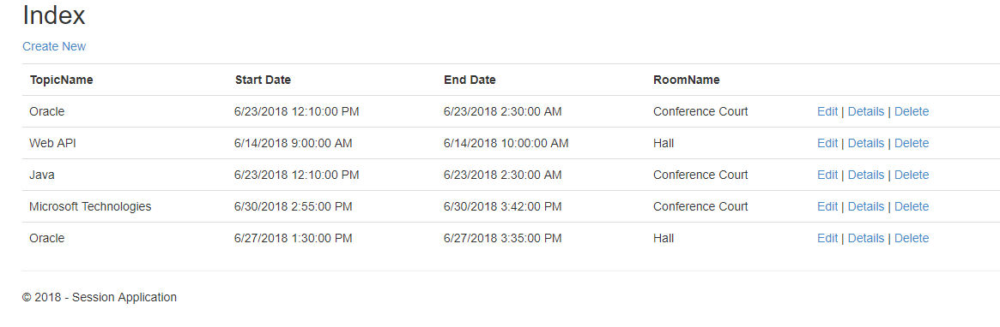 Index
Create New
TopicName Start Date End Date RoomName
Oracle 6/23/2018 12:10:00 PM 6/23/2018 2:30:00 AM Conference Court Edit | Details | Delete
Web API 6/14/2018 9:00:00 AM 6/14/2018 10:00:00 AM Hall Edit | Details | Delete
Java 6/23/2018 12:10:00 PM 6/23/2018 2:30:00 AM Conference Court Edit | Details | Delete
Microsoft Technologies 6/30/2018 2:55:00 PM 6/30/2018 3:42:00 PM Conference Court Edit | Details | Delete
Oracle 6/27/2018 1:30:00 PM 6/27/2018 3:35:00 PM Hall Edit | Details | Delete
© 2018 - Session Application